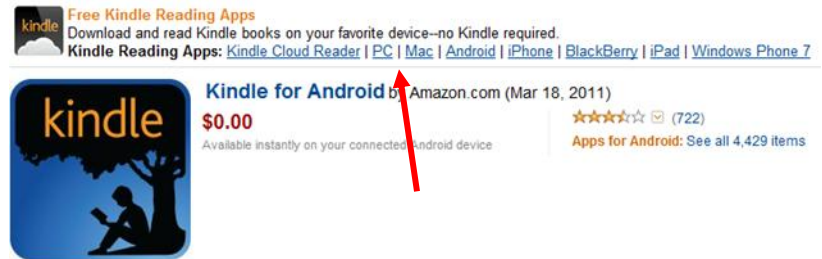 kindle
Free Kindle Reading Apps
Download and read Kindle books on your favorite device--no Kindle required.
Kindle Reading Apps: Kindle Cloud Reader | PC | Mac | Android | iPhone | BlackBerry | iPad | Windows Phone 7
kindle
Kindle for Android by Amazon.com (Mar 18, 2011)
$0.00
(722)
Available instantly on your connected Android device
Apps for Android: See all 4,429 items